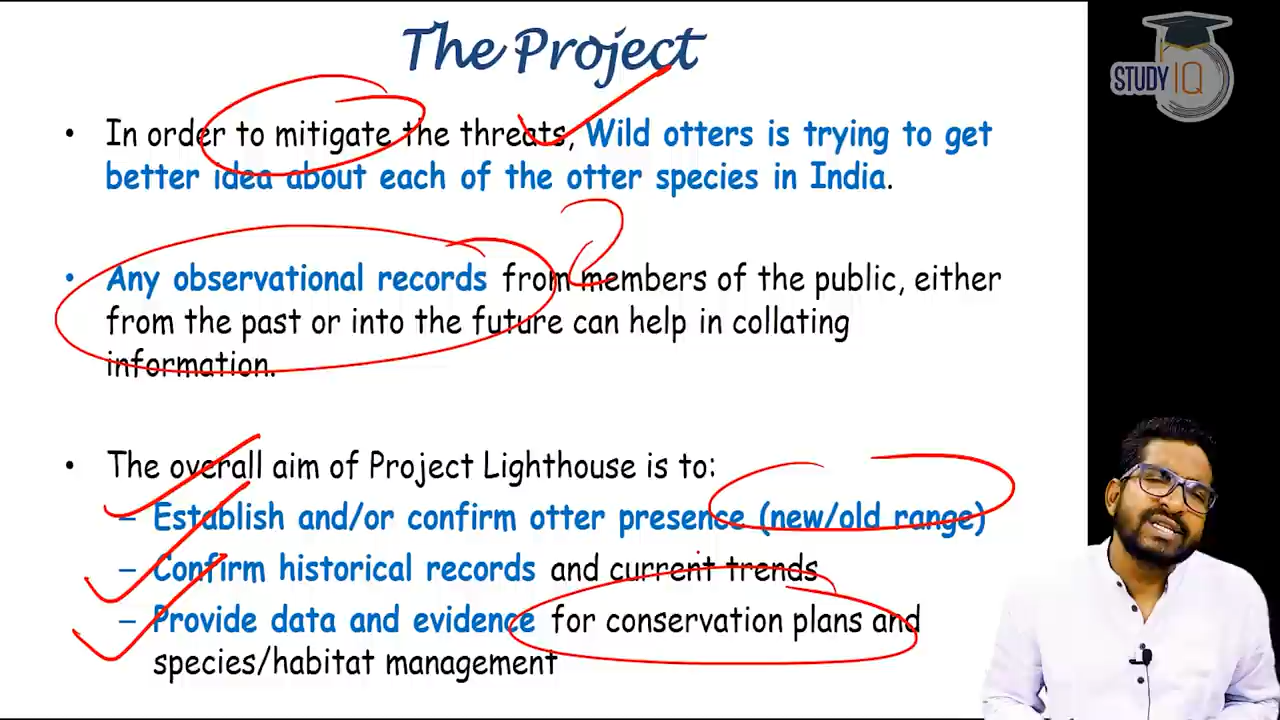 The Project
STUDY IQ
• In order to mitigate the threats, Wild otters is trying to get
better idea about each of the otter species in India.
• Any observational records from members of the public, either
from the past or into the future can help in collating
information.
• The overall aim of Project Lighthouse is to:
– Establish and/or confirm otter presence (new/old range)
– Confirm historical records and current trends
– Provide data and evidence for conservation plans and
species/habitat management